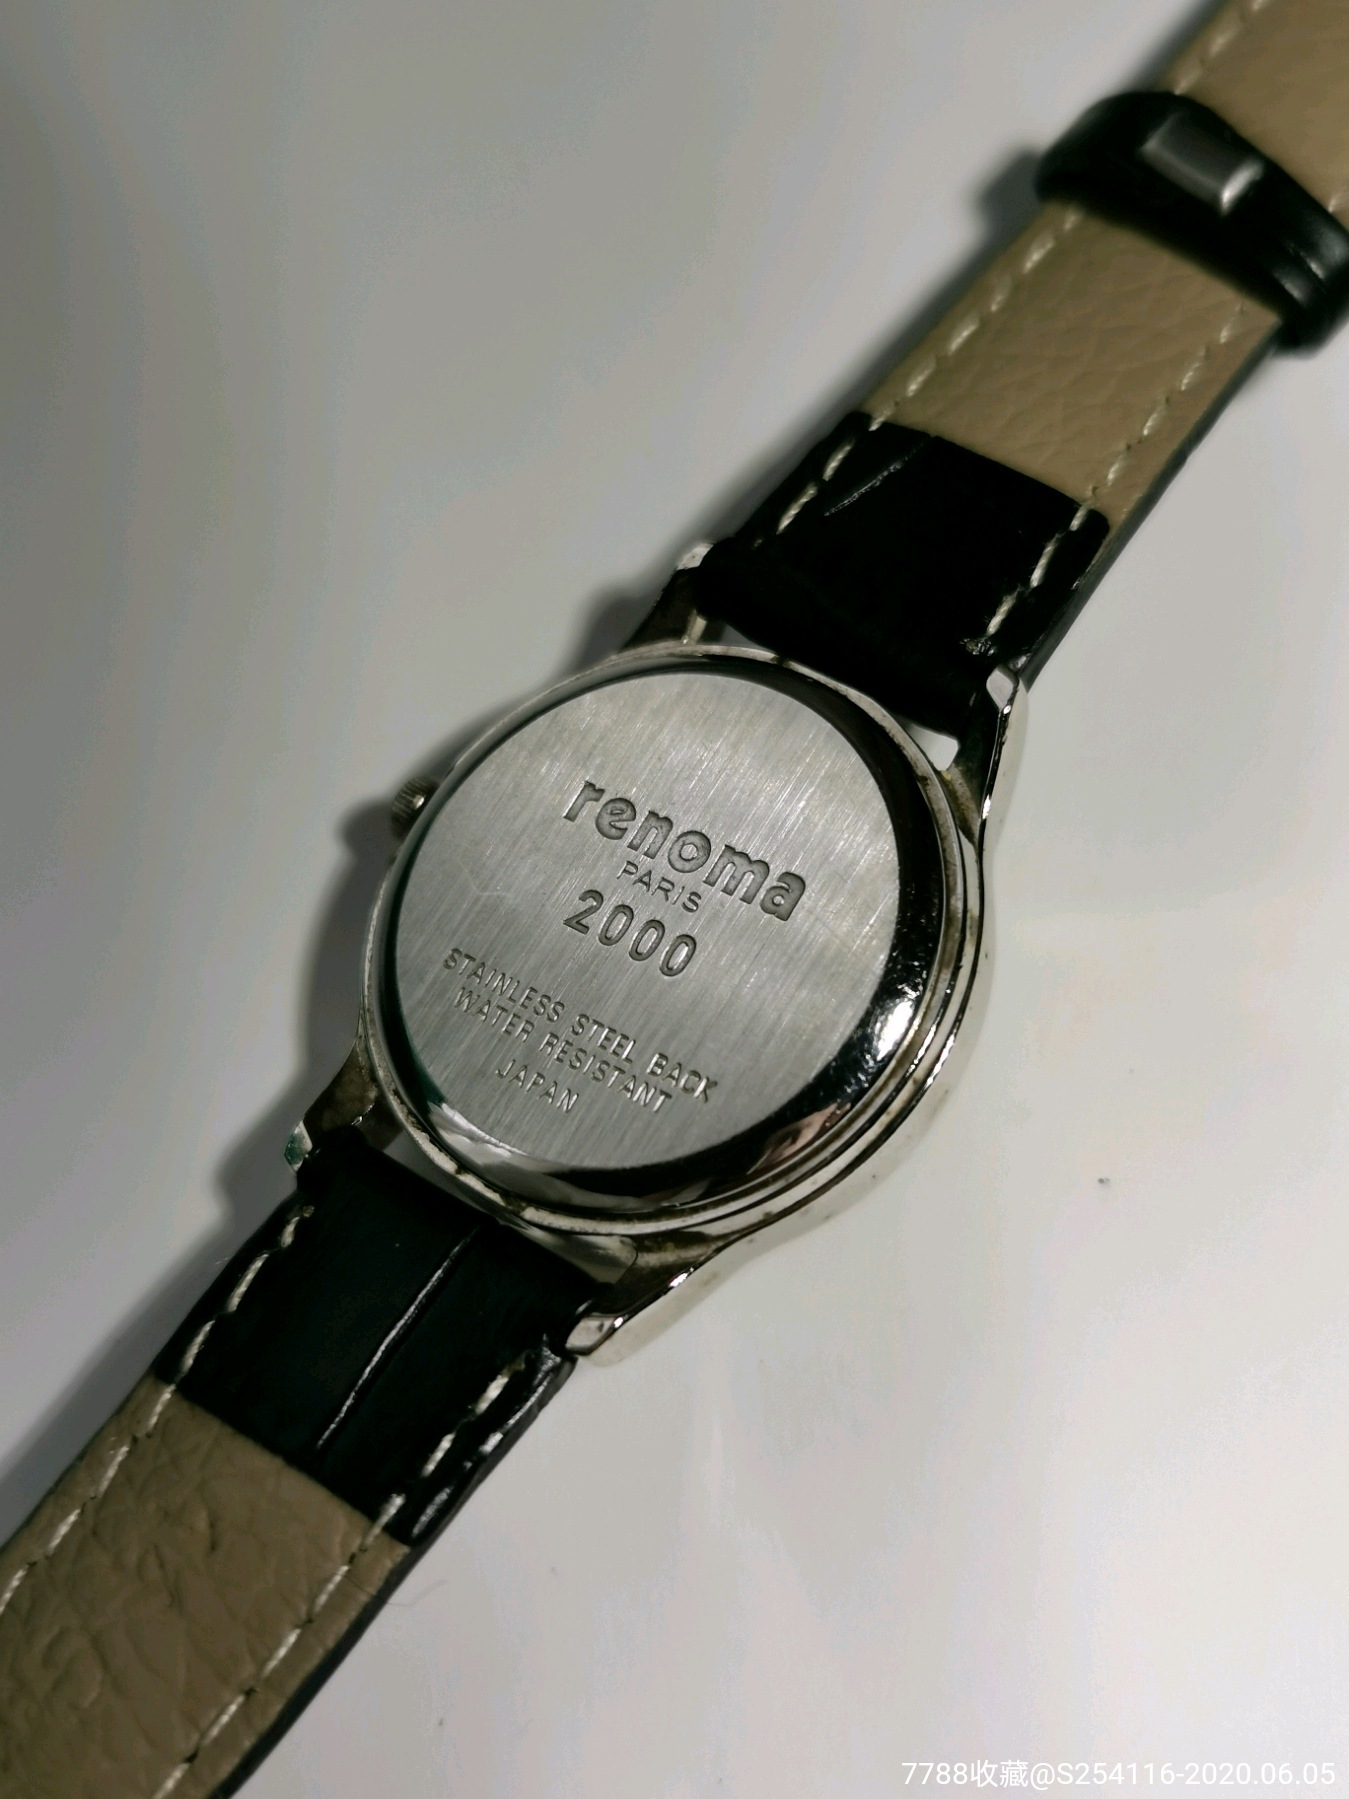 renoma
PARIS
2000
STAINLESS STEEL BACK
WATER RESISTANT
JAPAN
7788收藏@S254116-2020.06.05